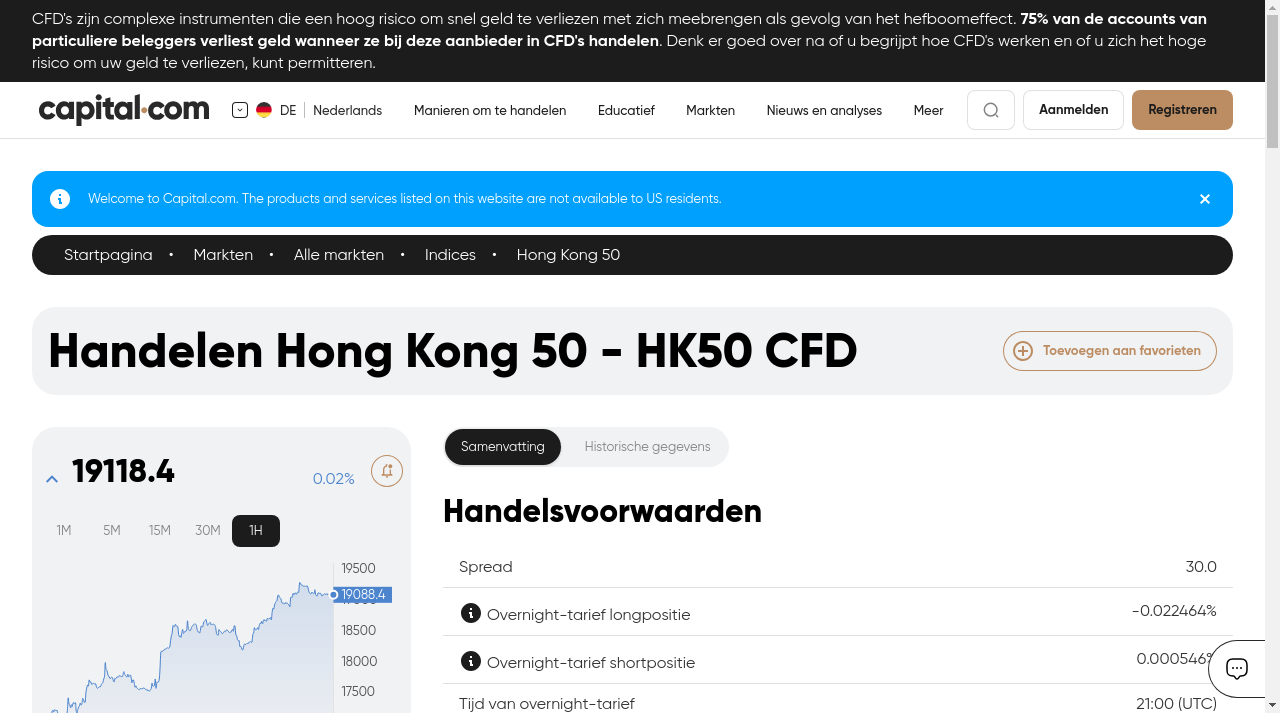 CFD's zijn complexe instrumenten die een hoog risico om snel geld te verliezen met zich meebrengen als gevolg van het hefboomeffect. 75% van de accounts van
particuliere beleggers verliest geld wanneer ze bij deze aanbieder in CFD's handelen. Denk er goed over na of u begrijpt hoe CFD's werken en of u zich het hoge
risico om uw geld te verliezen, kunt permitteren.
capital.com DE Nederlands Manieren om te handelen Educatief Markten Nieuws en analyses Meer Aanmelden Registreren
Welcome to Capital.com. The products and services listed on this website are not available to US residents.
Startpagina • Markten • Alle markten • Indices • Hong Kong 50
Handelen Hong Kong 50 - HK50 CFD
Toevoegen aan favorieten
19118.4 0.02%
1M 5M 15M 30M 1H
19500
19088.4
18500
18000
17500
Samenvatting Historische gegevens
Handelsvoorwaarden
Spread 30.0
Overnight-tarief longpositie -0.022464%
Overnight-tarief shortpositie 0.000546%
Tijd van overnight-tarief 21:00 (UTC)